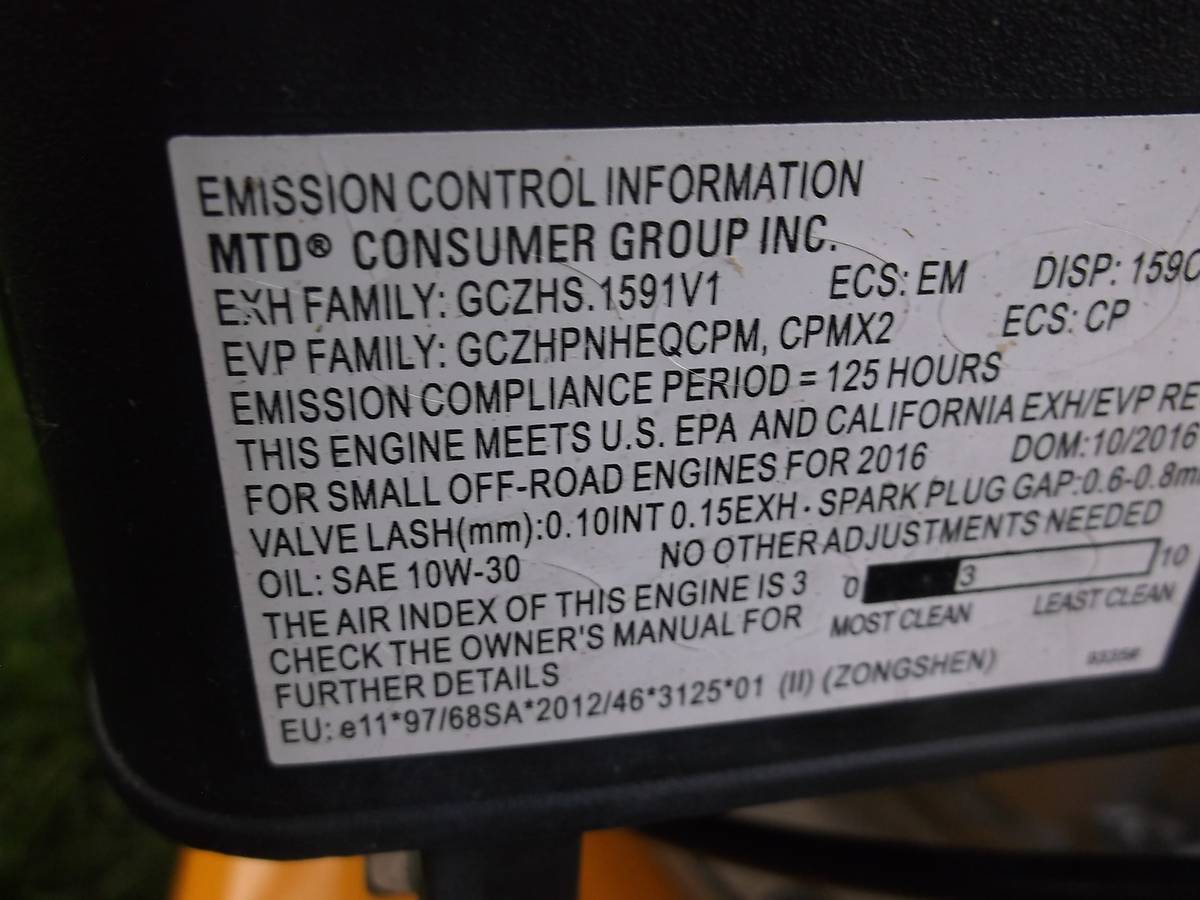 EMISSION CONTROL INFORMATION
MTD® CONSUMER GROUP INC.
EXH FAMILY: GCZHS.1591V1 ECS: EM DISP: 159C
EVP FAMILY: GCZHPNHEQCPM, CPMX2 ECS: CP
EMISSION COMPLIANCE PERIOD = 125 HOURS
THIS ENGINE MEETS U.S. EPA AND CALIFORNIA EXH/EVP RE
FOR SMALL OFF-ROAD ENGINES FOR 2016 DOM:10/2016
VALVE LASH(mm):0.10INT 0.15EXH · SPARK PLUG GAP:0.6-0.8m
OIL: SAE 10W-30 NO OTHER ADJUSTMENTS NEEDED
THE AIR INDEX OF THIS ENGINE IS 3 0 3 10
CHECK THE OWNER'S MANUAL FOR MOST CLEAN LEAST CLEAN
FURTHER DETAILS
EU: e11*97/68SA*2012/46*3125*01 (II) (ZONGSHEN)